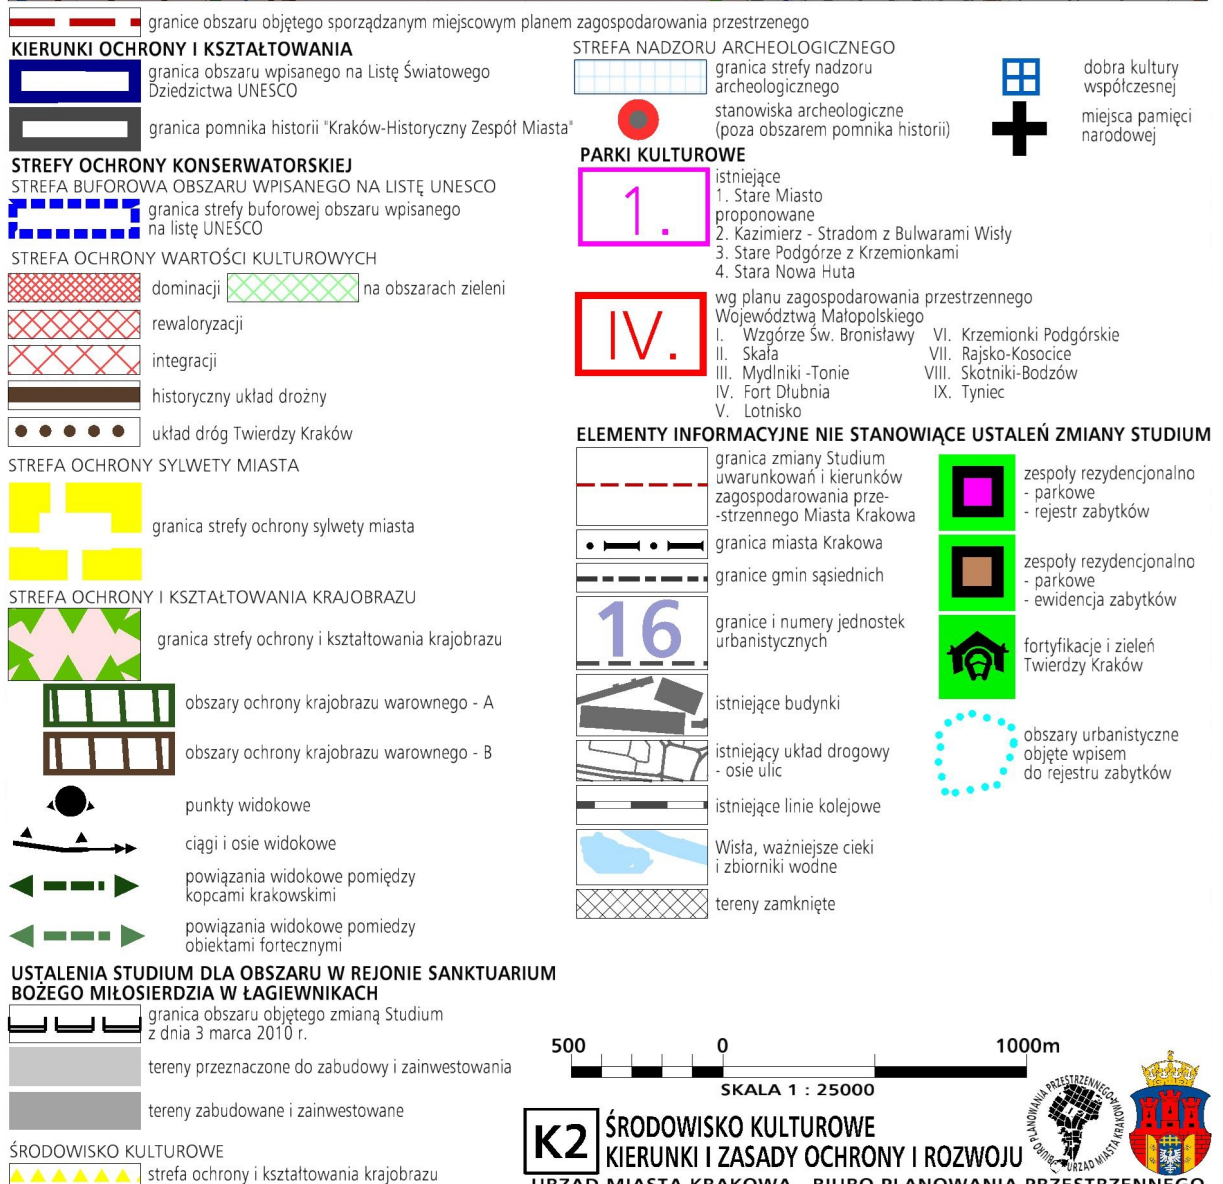 granice obszaru objętego sporządzanym miejscowym planem zagospodarowania przestrzenego
KIERUNKI OCHRONY I KSZTAŁTOWANIA
granica obszaru wpisanego na Listę Światowego
Dziedzictwa UNESCO
granica pomnika historii "Kraków-Historyczny Zespół Miasta"
STREFY OCHRONY KONSERWATORSKIEJ
STREFA BUFOROWA OBSZARU WPISANEGO NA LISTĘ UNESCO
granica strefy buforowej obszaru wpisanego
na listę UNESCO
STREFA OCHRONY WARTOŚCI KULTUROWYCH
dominacji
na obszarach zieleni
rewaloryzacji
integracji
historyczny układ drożny
układ dróg Twierdzy Kraków
STREFA OCHRONY SYLWETY MIASTA
granica strefy ochrony sylwety miasta
STREFA OCHRONY I KSZTAŁTOWANIA KRAJOBRAZU
granica strefy ochrony i kształtowania krajobrazu
obszary ochrony krajobrazu warownego - A
obszary ochrony krajobrazu warownego - B
punkty widokowe
ciągi i osie widokowe
powiązania widokowe pomiędzy
kopcami krakowskimi
powiązania widokowe pomiedzy
obiektami fortecznymi
USTALENIA STUDIUM DLA OBSZARU W REJONIE SANKTUARIUM
BOŻEGO MIŁOSIERDZIA W ŁAGIEWNIKACH
granica obszaru objętego zmianą Studium
z dnia 3 marca 2010 r.
tereny przeznaczone do zabudowy i zainwestowania
tereny zabudowane i zainwestowane
ŚRODOWISKO KULTUROWE
strefa ochrony i kształtowania krajobrazu
STREFA NADZORU ARCHEOLOGICZNEGO
granica strefy nadzoru
archeologicznego
stanowiska archeologiczne
(poza obszarem pomnika historii)
dobra kultury
współczesnej
miejsca pamięci
narodowej
PARKI KULTUROWE
1.
istniejące
1. Stare Miasto
proponowane
2. Kazimierz - Stradom z Bulwarami Wisły
3. Stare Podgórze z Krzemionkami
4. Stara Nowa Huta
IV.
wg planu zagospodarowania przestrzennego
Województwą Małopolskiego
I. Wzgórze Św. Bronisławy
II. Skała
III. Mydlniki -Tonie
IV. Fort Dłubnia
V. Lotnisko
VI. Krzemionki Podgórskie
VII. Rajsko-Kosocice
VIII. Skotniki-Bodzów
IX. Tyniec
ELEMENTY INFORMACYJNE NIE STANOWIĄCE USTALEŃ ZMIANY STUDIUM
granica zmiany Studium
uwarunkowań i kierunków
zagospodarowania prze-
-strzennego Miasta Krakowa
granica miasta Krakowa
granice gmin sąsiednich
16
granice i numery jednostek
urbanistycznych
istniejące budynki
istniejący układ drogowy
- osie ulic
istniejące linie kolejowe
Wisła, ważniejsze cieki
i zbiorniki wodne
tereny zamknięte
zespoły rezydencjonalno
- parkowe
- rejestr zabytków
zespoły rezydencjonalno
- parkowe
- ewidencja zabytków
fortyfikacje i zieleń
Twierdzy Kraków
obszary urbanistyczne
objęte wpisem
do rejestru zabytków
500 0 1000m
SKALA 1 : 25000
K2
ŚRODOWISKO KULTUROWE
KIERUNKI I ZASADY OCHRONY I ROZWOJU
BIURO PLANOWANIA PRZESTRZENNEGO
URZĄD MIASTA KRAKOWA
URZĄD MIASTA KRAKOWA - BIURO PLANOWANIA PRZESTRZENNEGO